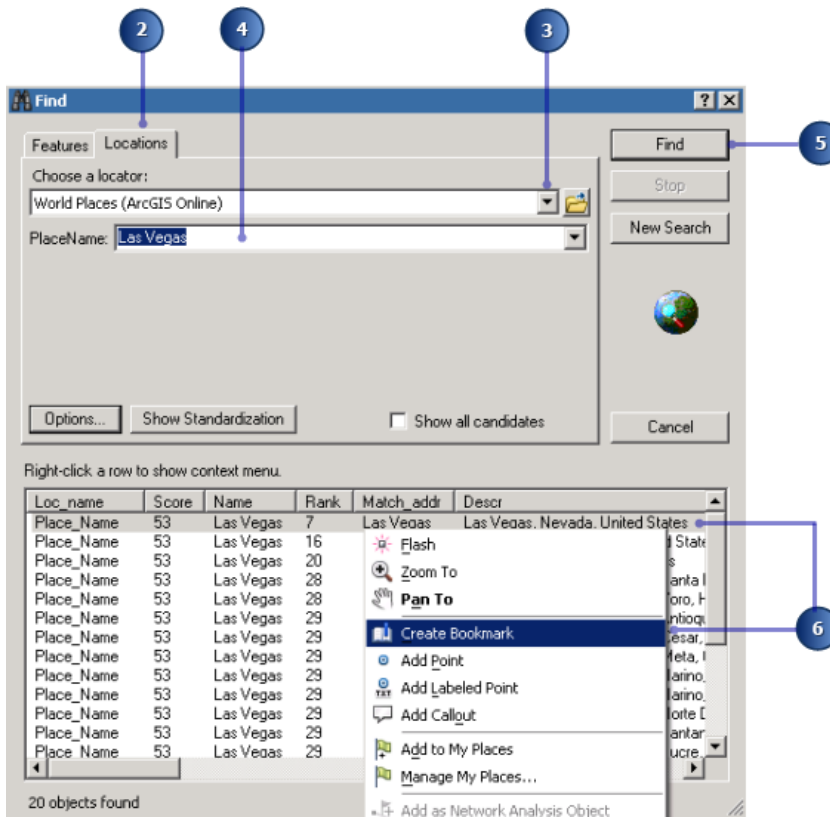 2 4 3
Find
Features Locations
Find
5
Choose a locator:
Stop
World Places (ArcGIS Online)
New Search
PlaceName: Las Vegas
Options... Show Standardization Show all candidates
Cancel
Right-click a row to show context menu.
Loc_name Score Name Rank Match_addr Descr
Place_Name 53 Las Vegas 7 Las Vegas Las Vegas, Nevada, United States
Place_Name 53 Las Vegas 16
Place_Name 53 Las Vegas 20
Place_Name 53 Las Vegas 28
Place_Name 53 Las Vegas 28
Place_Name 53 Las Vegas 29
Place_Name 53 Las Vegas 29
Place_Name 53 Las Vegas 29
Place_Name 53 Las Vegas 29
Place_Name 53 Las Vegas 29
Place_Name 53 Las Vegas 29
Place_Name 53 Las Vegas 29
Place_Name 53 Las Vegas 29
Flash
Zoom To
Pan To
Create Bookmark
6
Add Point
TXT Add Labeled Point
Add Callout
Add to My Places
Manage My Places...
Add as Network Analysis Object
20 objects found